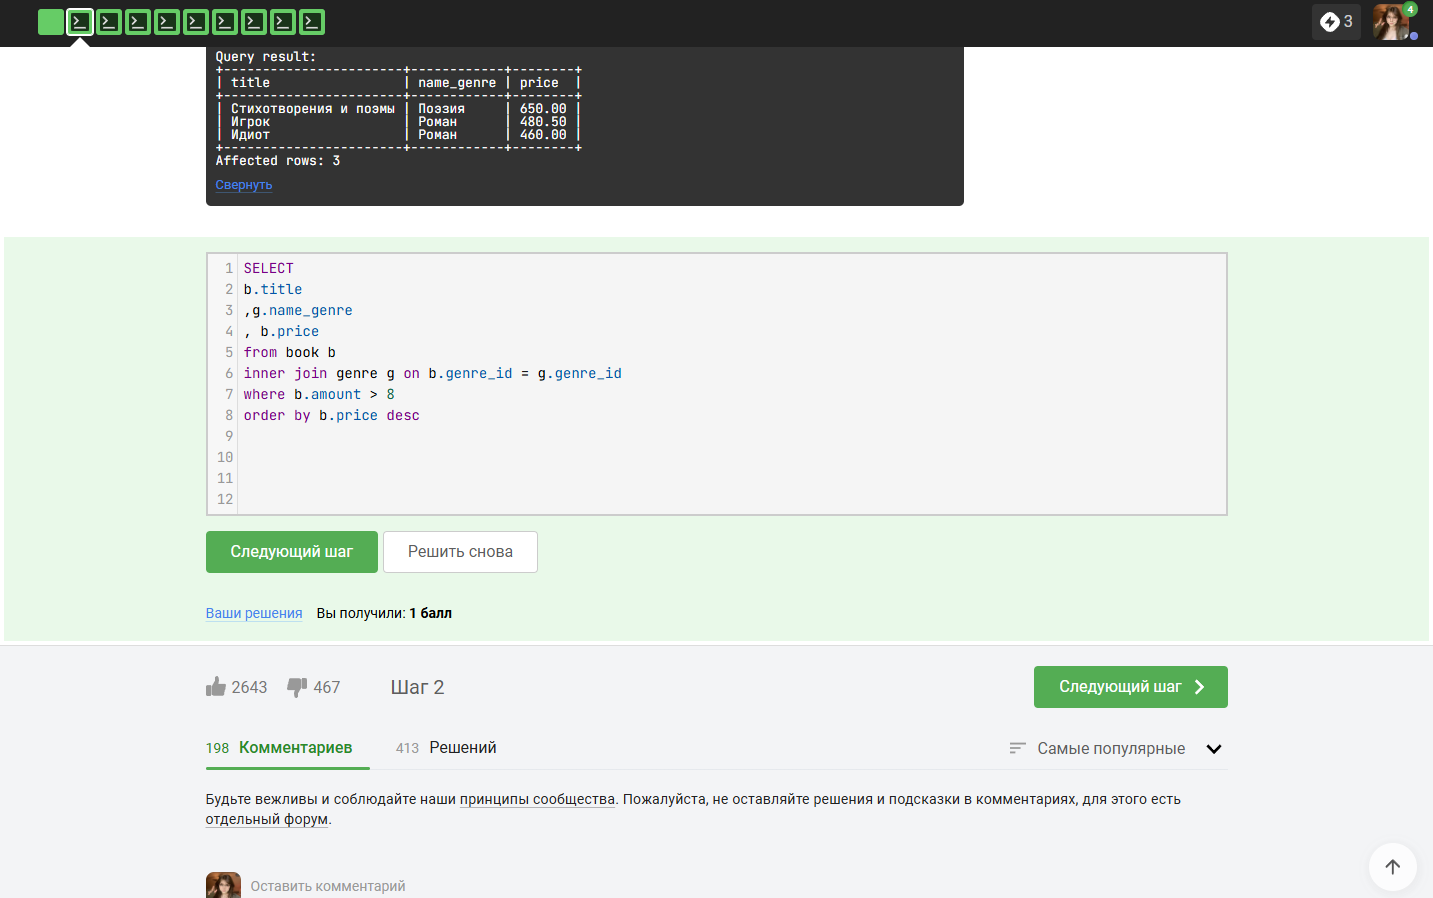 3
4
Query result:
+------------------------+------------+--------+
| title | name_genre | price |
+------------------------+------------+--------+
| Стихотворения и поэмы | Поэзия | 650.00 |
| Игрок | Роман | 480.50 |
| Идиот | Роман | 460.00 |
+------------------------+------------+--------+
Affected rows: 3
Свернуть
1 SELECT
2 b.title
3 ,g.name_genre
4 , b.price
5 from book b
6 inner join genre g on b.genre_id = g.genre_id
7 where b.amount > 8
8 order by b.price desc
9
10
11
12
Следующий шаг Решить снова
Ваши решения Вы получили: 1 балл
2643 467 Шаг 2 Следующий шаг
198 Комментариев 413 Решений Самые популярные
Будьте вежливы и соблюдайте наши принципы сообщества. Пожалуйста, не оставляйте решения и подсказки в комментариях, для этого есть
отдельный форум.
Оставить комментарий